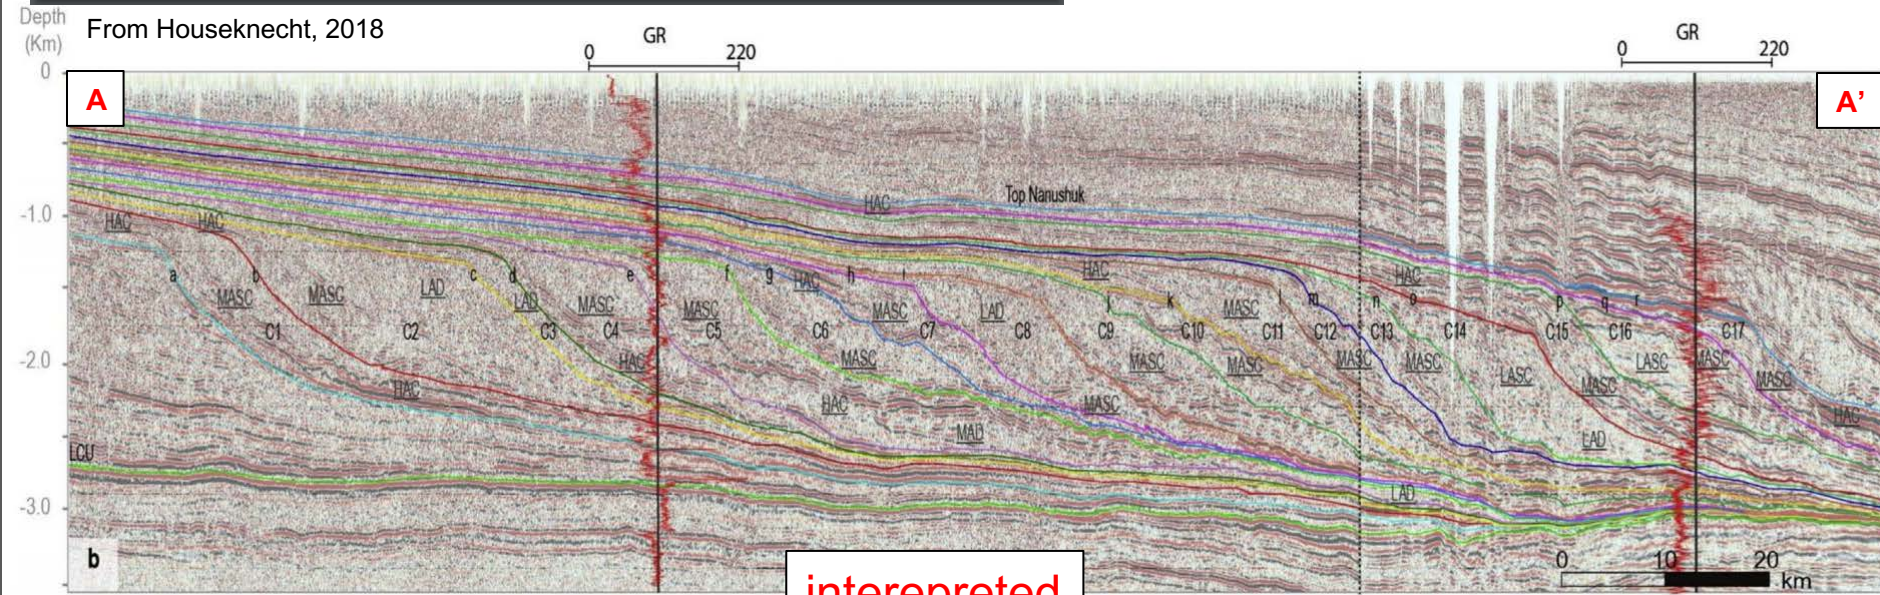 Depth
(Km)
From Houseknecht, 2018
GR
0 220
GR
0 220
0
A
A’
HAC
Top Nanushuk
-1.0
HAC
HAC
a
b
c
d
e
f
g
HAC
h
i
HAC
j
k
l
m
HAC
n
o
p
q
r
MASC
MASC
LAD
LAD
MASC
MASC
MASC
LAD
MASC
C1
C2
C3
C4
C5
C6
C7
C8
C9
C10
C11
C12
C13
C14
C15
C16
C17
-2.0
HAC
HAC
MASC
MASC
MASC
MASC
MASC
LASC
MASC
LASC
MASC
MASC
HAC
HAC
MASC
MAD
LAD
HAC
LCU
LAD
-3.0
b
interepreted
0 10 20
km